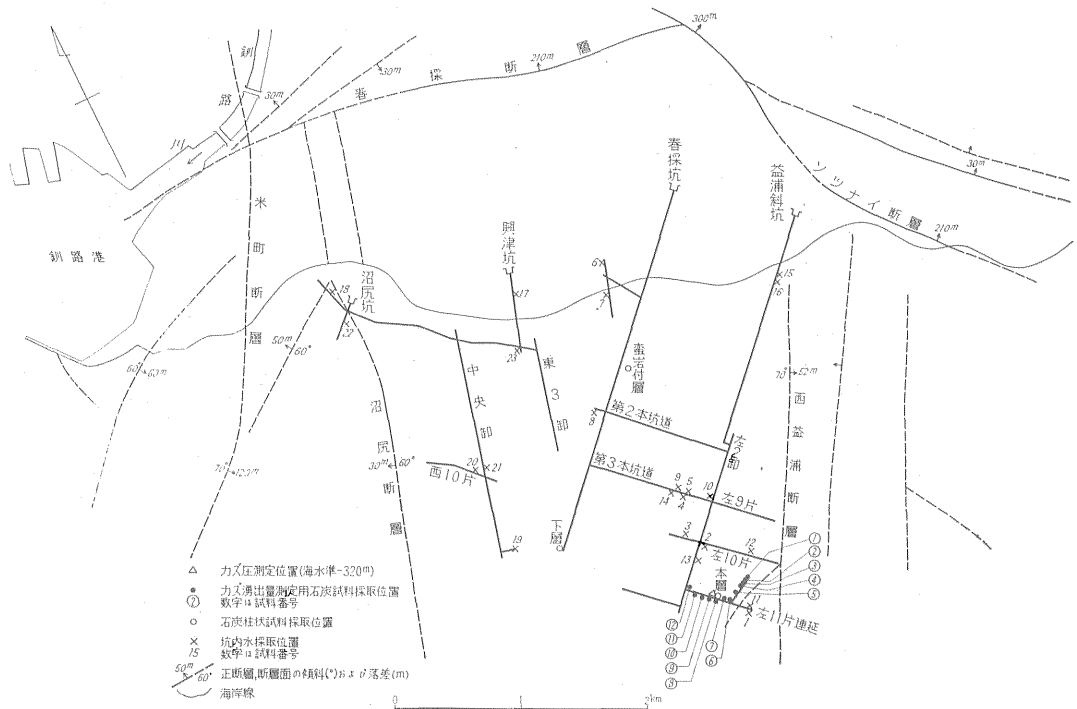 300m
釧路川
30m
30m
春採断層
210m
春採坑
益浦斜坑
30m
ソツナイ断層
210m
米町断層
釧路港
興津坑
沼尻坑
18
22
17
23
6
7
15
16
50m 60°
60° 60m
蛮岩付層
中央卸
東3卸
8
第2本坑道
左2卸
70° 52m
西益浦断層
沼尻断層
30m 60°
70° 120m
20
21
西10片
第3本坑道
9
5
10
14
4
左9片
19
下層
3
2
12
左10片
13
本層
11
左11片連延
①
②
③
④
⑤
⑫
⑪
⑩
⑨
⑧
⑦
⑥
ガス圧測定位置(海水準-320m)
ガス湧出量測定用石炭試料採取位置
② 数字は試料番号
石炭柱状試料採取位置
坑内水採取位置
15 数字は試料番号
50m 60° 正断層,断層面の傾斜(°)および落差(m)
海岸線
0 1 2km